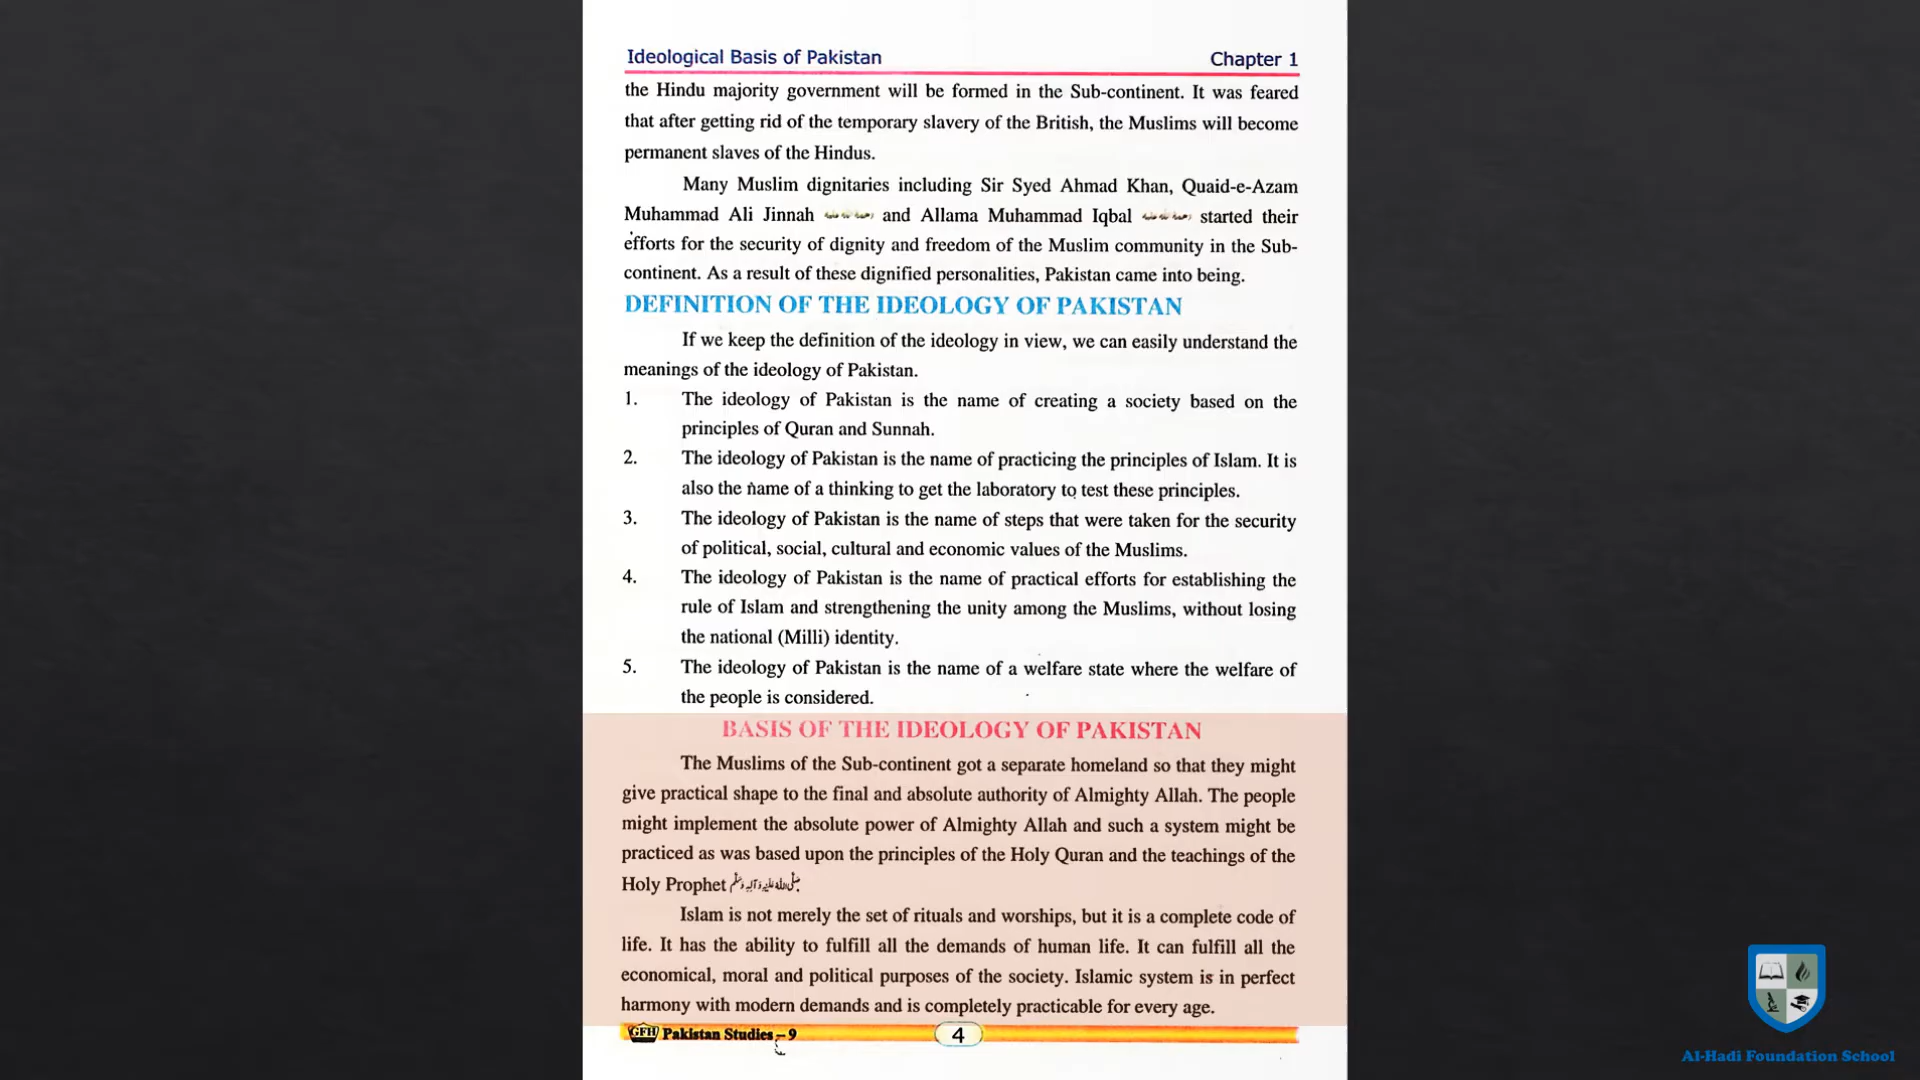 Ideological Basis of Pakistan Chapter 1
the Hindu majority government will be formed in the Sub-continent. It was feared
that after getting rid of the temporary slavery of the British, the Muslims will become
permanent slaves of the Hindus.
Many Muslim dignitaries including Sir Syed Ahmad Khan, Quaid-e-Azam
Muhammad Ali Jinnah and Allama Muhammad Iqbal started their
efforts for the security of dignity and freedom of the Muslim community in the Sub-
continent. As a result of these dignified personalities, Pakistan came into being.
DEFINITION OF THE IDEOLOGY OF PAKISTAN
If we keep the definition of the ideology in view, we can easily understand the
meanings of the ideology of Pakistan.
1. The ideology of Pakistan is the name of creating a society based on the
principles of Quran and Sunnah.
2. The ideology of Pakistan is the name of practicing the principles of Islam. It is
also the name of a thinking to get the laboratory to test these principles.
3. The ideology of Pakistan is the name of steps that were taken for the security
of political, social, cultural and economic values of the Muslims.
4. The ideology of Pakistan is the name of practical efforts for establishing the
rule of Islam and strengthening the unity among the Muslims, without losing
the national (Milli) identity.
5. The ideology of Pakistan is the name of a welfare state where the welfare of
the people is considered.
BASIS OF THE IDEOLOGY OF PAKISTAN
The Muslims of the Sub-continent got a separate homeland so that they might
give practical shape to the final and absolute authority of Almighty Allah. The people
might implement the absolute power of Almighty Allah and such a system might be
practiced as was based upon the principles of the Holy Quran and the teachings of the
Holy Prophet صلی اللہ علیہ وآلہ وسلم.
Islam is not merely the set of rituals and worships, but it is a complete code of
life. It has the ability to fulfill all the demands of human life. It can fulfill all the
economical, moral and political purposes of the society. Islamic system is in perfect
harmony with modern demands and is completely practicable for every age.
GFH Pakistan Studies – 9 4
Al-Hadi Foundation School